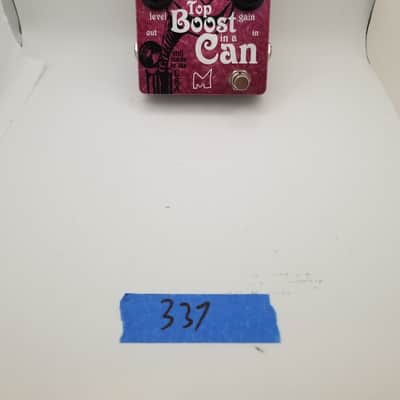 level Top gain
Boost
out in a in
Can
M
337